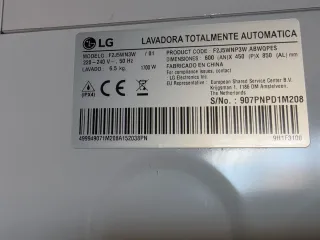 LG LAVADORA TOTALMENTE AUTOMATICA
MODELO : F2J5WN3W / 01 PRODUCT CODE : F2J5WNP3W ABWQPES
220 - 240 V~, 50 Hz DIMENSIONES : 600 (AN)X 450 (P)X 850 (AL) mm
LAVADO : 6.5 kg, 1700 W FABRICADO EN CHINA
For compliance issues, contact
LG Electronics Inc.
EU Representative : European Shared Service Center B.V.
Krijgsman 1, 1186 DM Amstelveen,
The Netherlands
(IPX4)
S/No. : 907PNPD1M208
9R1F3108